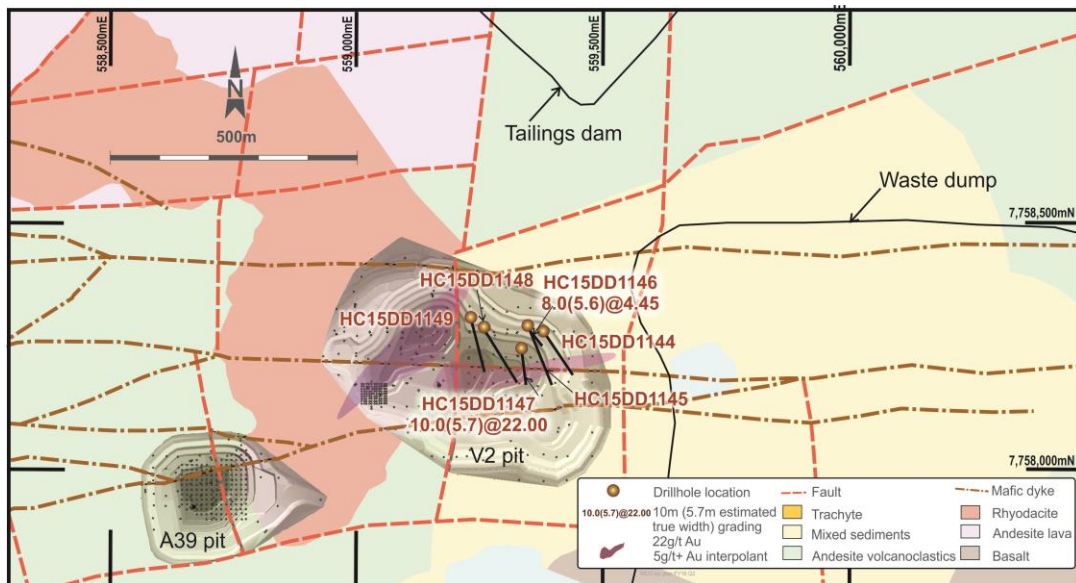 558,500mE
559,000mE
559,500mE
560,000mE
N
500m
Tailings dam
Waste dump
7,758,500mN
HC15DD1148
HC15DD1146
8.0(5.6)@4.45
HC15DD1149
HC15DD1144
HC15DD1147
10.0(5.7)@22.00
HC15DD1145
V2 pit
7,758,000mN
A39 pit
Drillhole location
10.0(5.7)@22.00 10m (5.7m estimated
true width) grading
22g/t Au
5g/t+ Au interpolant
Fault
Trachyte
Mixed sediments
Andesite volcanoclastics
Mafic dyke
Rhyodacite
Andesite lava
Basalt